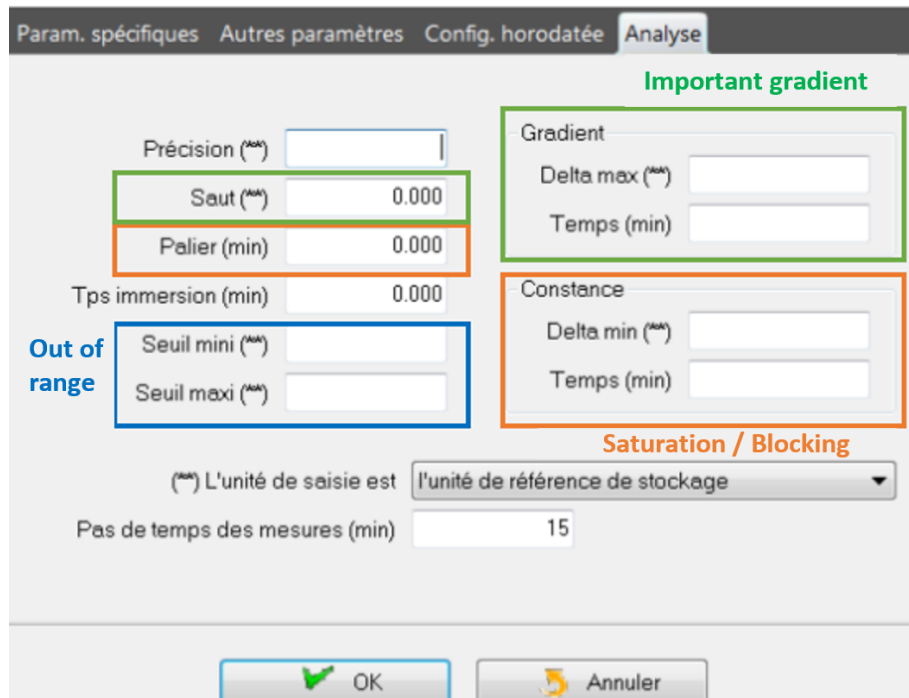 Param. spécifiques Autres paramètres Config. horodatée Analyse
Important gradient
Précision (**)
Saut (**) 0.000
Palier (min) 0.000
Tps immersion (min) 0.000
Out of range
Seuil mini (**)
Seuil maxi (**)
Gradient
Delta max (**)
Temps (min)
Constance
Delta min (**)
Temps (min)
Saturation / Blocking
(**) L'unité de saisie est l'unité de référence de stockage
Pas de temps des mesures (min) 15
OK Annuler